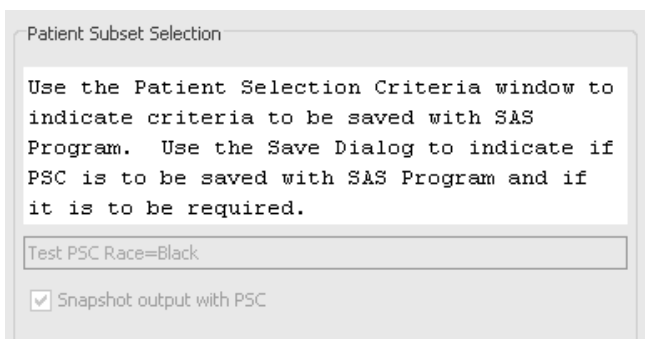 Patient Subset Selection
Use the Patient Selection Criteria window to
indicate criteria to be saved with SAS
Program.  Use the Save Dialog to indicate if
PSC is to be saved with SAS Program and if
it is to be required.
Test PSC Race=Black
Snapshot output with PSC